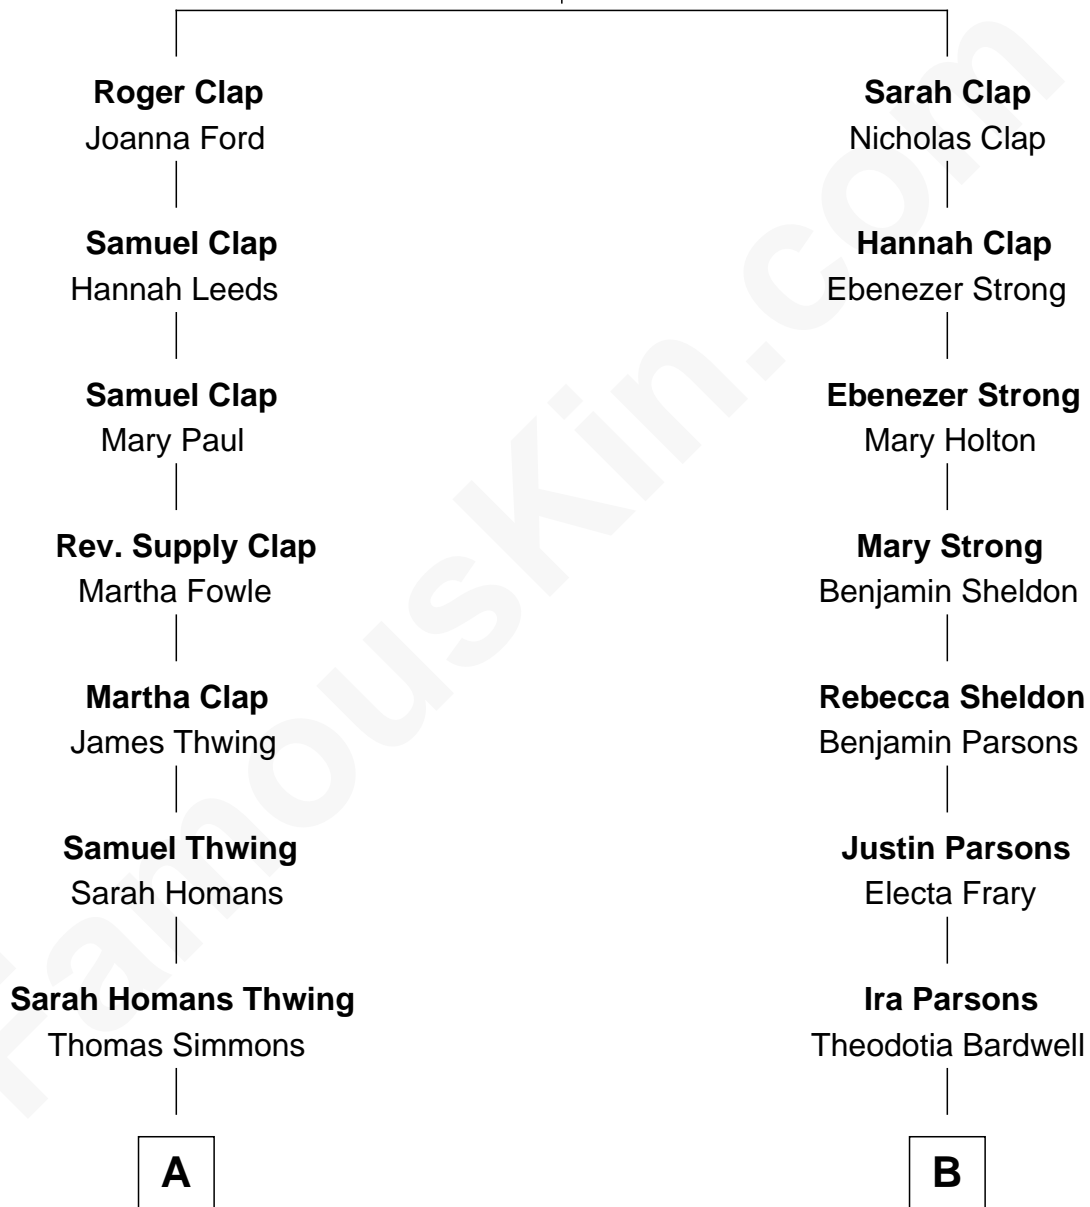 Roger Clap
Joanna Ford
Samuel Clap
Hannah Leeds
Samuel Clap
Mary Paul
Rev. Supply Clap
Martha Fowle
Martha Clap
James Thwing
Samuel Thwing
Sarah Homans
Sarah Homans Thwing
Thomas Simmons
A
Sarah Clap
Nicholas Clap
Hannah Clap
Ebenezer Strong
Ebenezer Strong
Mary Holton
Mary Strong
Benjamin Sheldon
Rebecca Sheldon
Benjamin Parsons
Justin Parsons
Electa Frary
Ira Parsons
Theodotia Bardwell
B
FamousKin.com